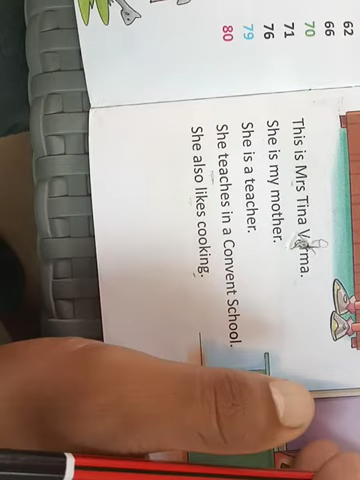 62
66
70
71
76
79
80
This is Mrs Tina Verma.
She is my mother.
She is a teacher.
She teaches in a Convent School.
She also likes cooking.